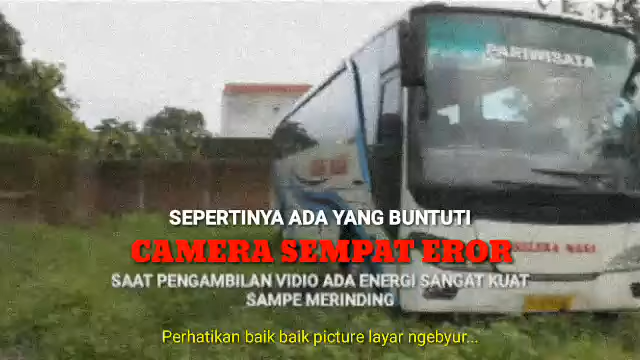 PARIWISATA
SEPERTINYA ADA YANG BUNTUTI
CAMERA SEMPAT EROR
SAAT PENGAMBILAN VIDIO ADA ENERGI SANGAT KUAT
SAMPE MERINDING
Perhatikan baik baik picture layar ngebyur...